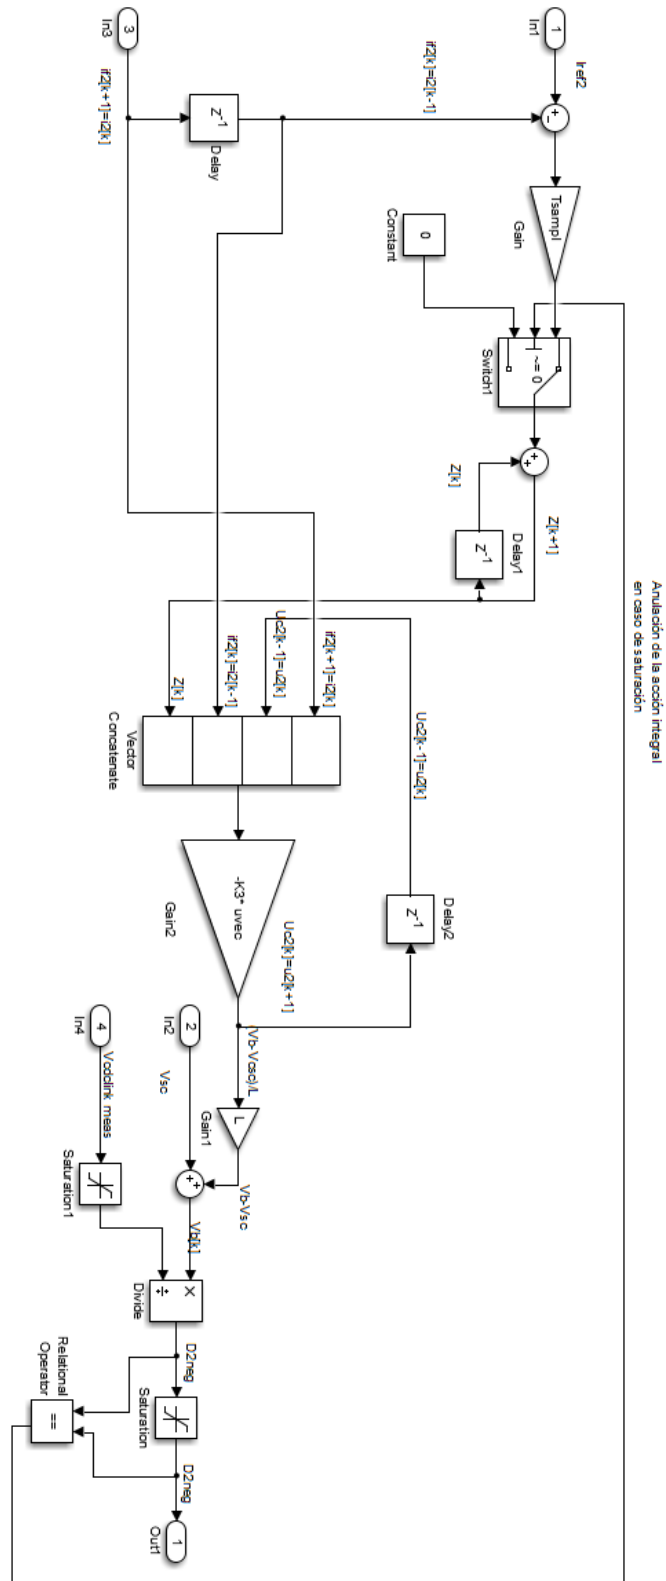 Anulación de la acción integral
en caso de saturación
1
In1
Iref2
+
-
Tsampl
Gain
0
Constant
~= 0
Switch1
+
+
Z[k+1]
Z[k]
z-1
Delay1
3
In3
if2[k+1]=i2[k]
z-1
Delay
if2[k]=i2[k-1]
if2[k+1]=i2[k]
Uc2[k-1]=u2[k]
if2[k]=i2[k-1]
Z[k]
Vector
Concatenate
Uc2[k-1]=u2[k]
z-1
Delay2
-K3* uvec
Gain2
Uc2[k]=u2[k+1]
(Vb-Vcsc)/L
L
Gain1
Vb-Vsc
2
In2
Vsc
+
+
Vb[k]
4
In4
Vcdclink meas
Saturation1
×
÷
Divide
D2neg
Saturation
D2neg
==
Relational
Operator
1
Out1